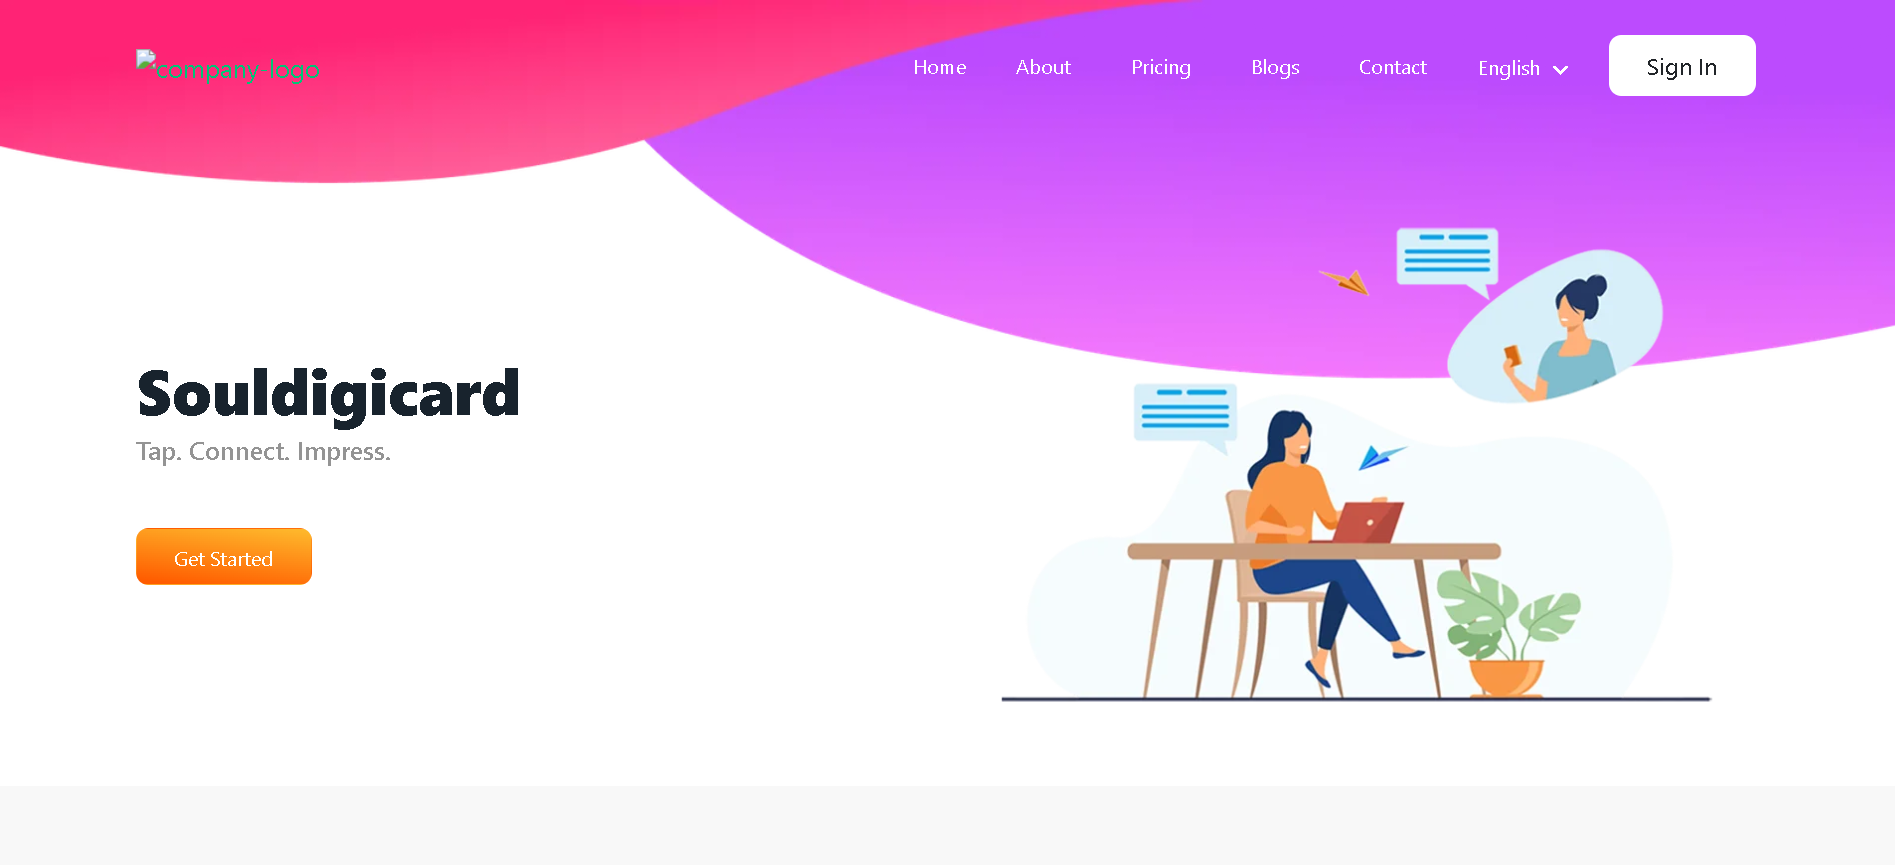 company-logo
Home About Pricing Blogs Contact English Sign In
Souldigicard
Tap. Connect. Impress.
Get Started